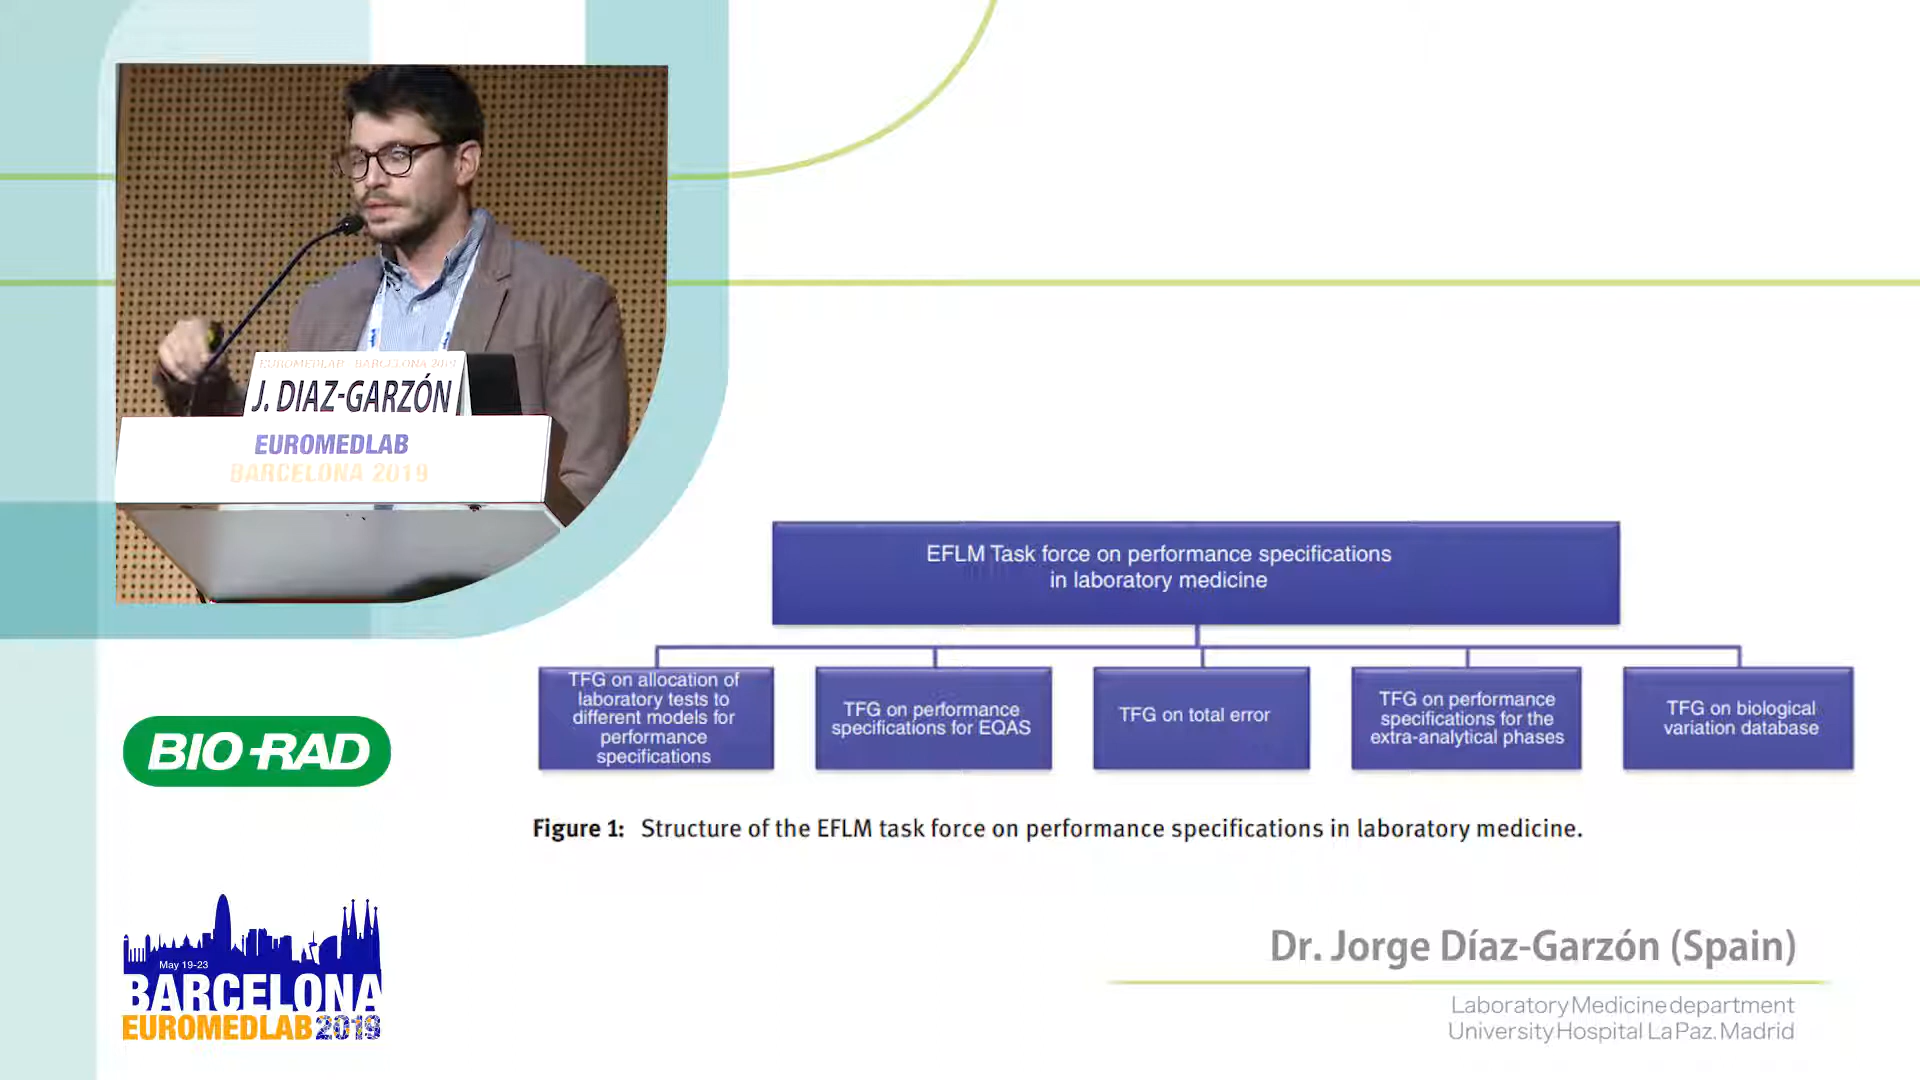 EUROMEDLAB - BARCELONA 2019
J. DIAZ-GARZÓN
EUROMEDLAB
BARCELONA 2019
EFLM Task force on performance specifications
in laboratory medicine
TFG on allocation of
laboratory tests to
different models for
performance
specifications
TFG on performance
specifications for EQAS
TFG on total error
TFG on performance
specifications for the
extra-analytical phases
TFG on biological
variation database
Figure 1: Structure of the EFLM task force on performance specifications in laboratory medicine.
BIO-RAD
May 19-23
BARCELONA
EUROMEDLAB 2019
Dr. Jorge Díaz-Garzón (Spain)
Laboratory Medicine department
University Hospital La Paz. Madrid